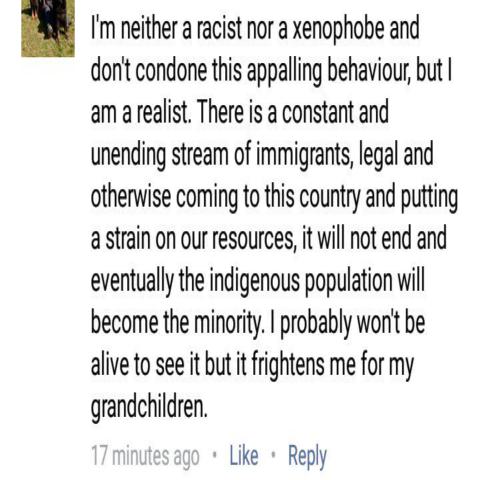 I'm neither a racist nor a xenophobe and
don't condone this appalling behaviour, but I
am a realist. There is a constant and
unending stream of immigrants, legal and
otherwise coming to this country and putting
a strain on our resources, it will not end and
eventually the indigenous population will
become the minority. I probably won't be
alive to see it but it frightens me for my
grandchildren.
17 minutes ago • Like • Reply